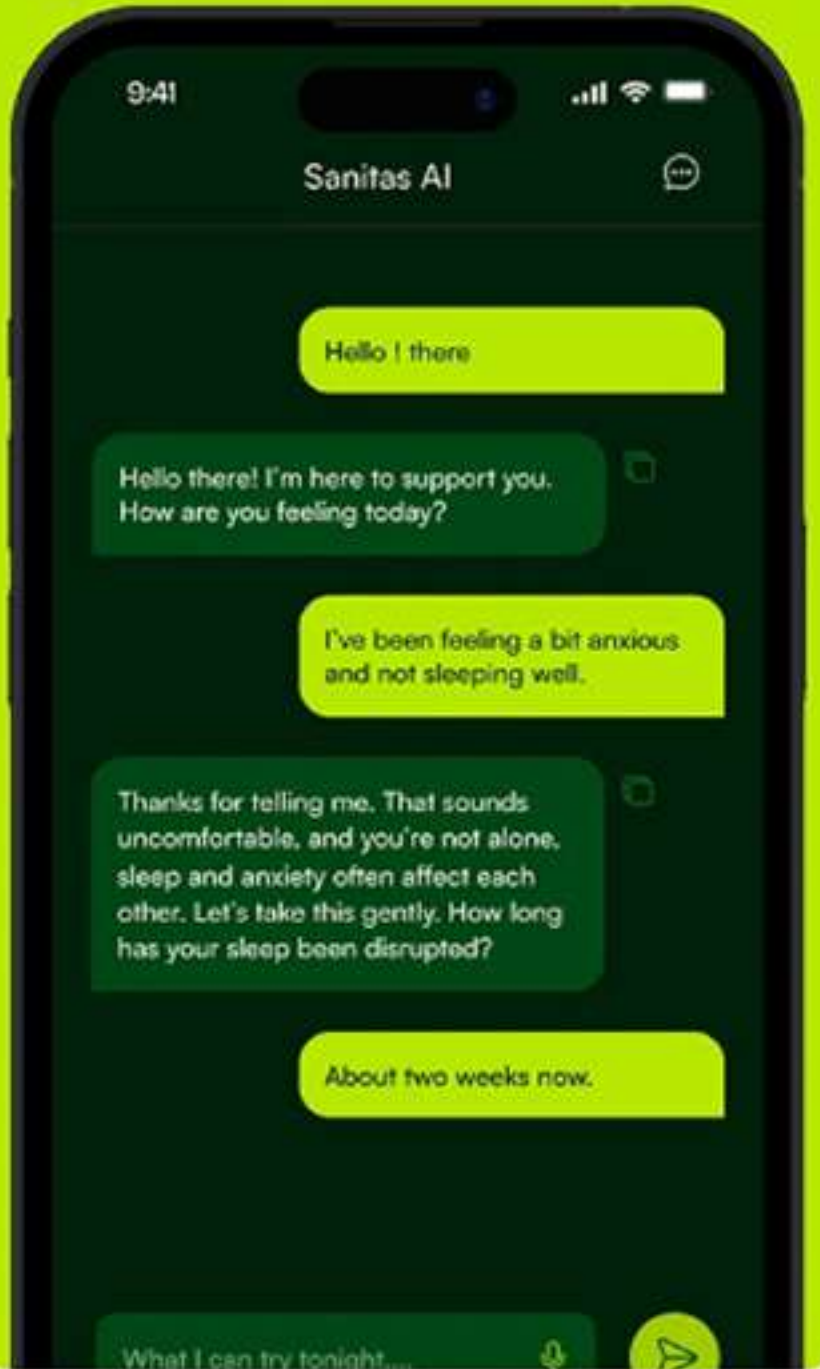 9:41
Sanitas AI
Hello ! there
Hello there! I'm here to support you.
How are you feeling today?
I've been feeling a bit anxious
and not sleeping well.
Thanks for telling me. That sounds
uncomfortable, and you're not alone,
sleep and anxiety often affect each
other. Let's take this gently. How long
has your sleep been disrupted?
About two weeks now.
What I can try tonight....